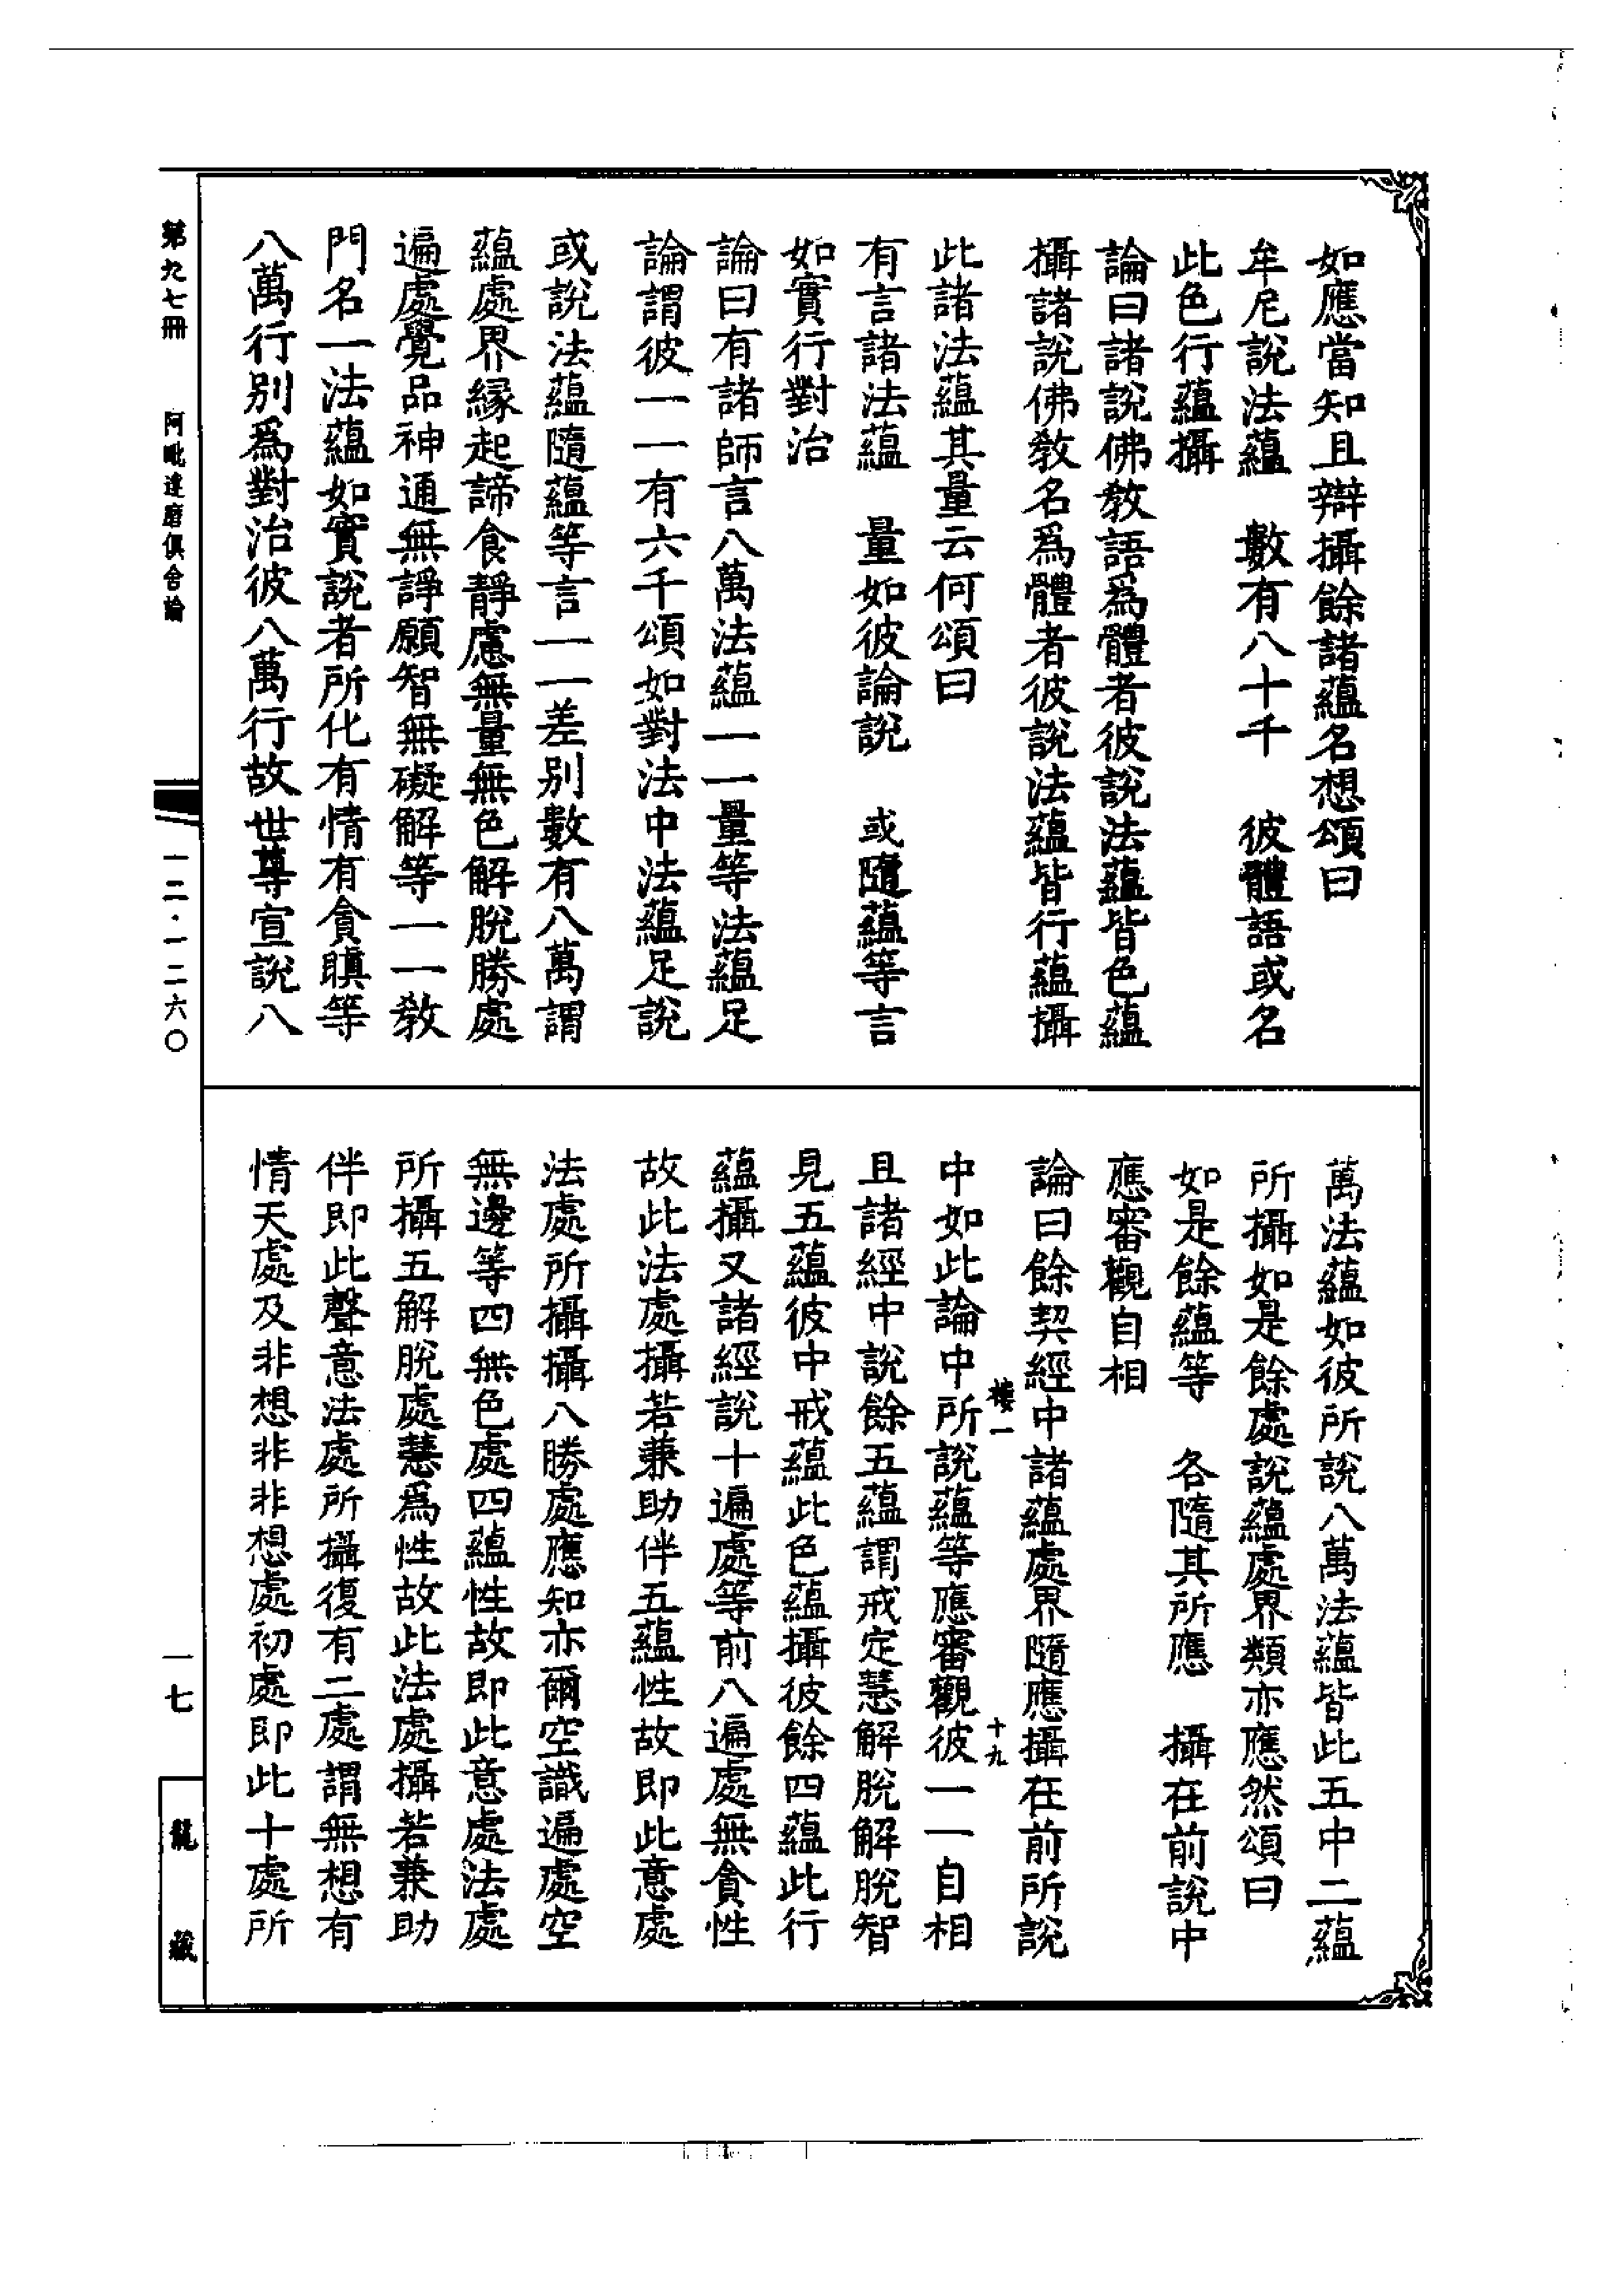 如應當知且辯攝餘諸蘊名想頌曰
牟尼說法蘊　數有八十千　彼體語或名
此色行蘊攝
論曰諸說佛教語爲體者彼說法蘊皆色蘊
攝諸說佛教名爲體者彼說法蘊皆行蘊攝
此諸法蘊其量云何頌曰
有言諸法蘊　量如彼論說　或隨蘊等言
如實行對治
論曰有諸師言八萬法蘊一一量等法蘊足
論謂彼一一有六千頌如對法中法蘊足說
或說法蘊隨蘊等言一一差別數有八萬謂
蘊處界緣起諦食靜慮無量無色解脫勝處
遍處覺品神通無諍願智無礙解等一一教
門名一法蘊如實說者所化有情有貪瞋等
八萬行別爲對治彼八萬行故世尊宣說八
萬法蘊如彼所說八萬法蘊皆此五中二蘊
所攝如是餘處說蘊處界類亦應然頌曰
如是餘蘊等　各隨其所應　攝在前說中
應審觀自相
論曰餘契經中諸蘊處界隨應攝在前所說
樓一　十九
中如此論中所說蘊等應審觀彼一一自相
且諸經中說餘五蘊謂戒定慧解脫解脫智
見五蘊彼中戒蘊此色蘊攝彼餘四蘊此行
蘊攝又諸經說十遍處等前八遍處無貪性
故此法處攝若兼助伴五蘊性故即此意處
法處所攝攝八勝處應知亦爾空識遍處空
無邊等四無色處四蘊性故即此意處法處
所攝五解脫處慧爲性故此法處攝若兼助
伴即此聲意法處所攝復有二處謂無想有
情天處及非想非非想處初處即此十處所
第九七冊　阿毗達磨俱舍論　一二·一二六〇　一七　龍藏